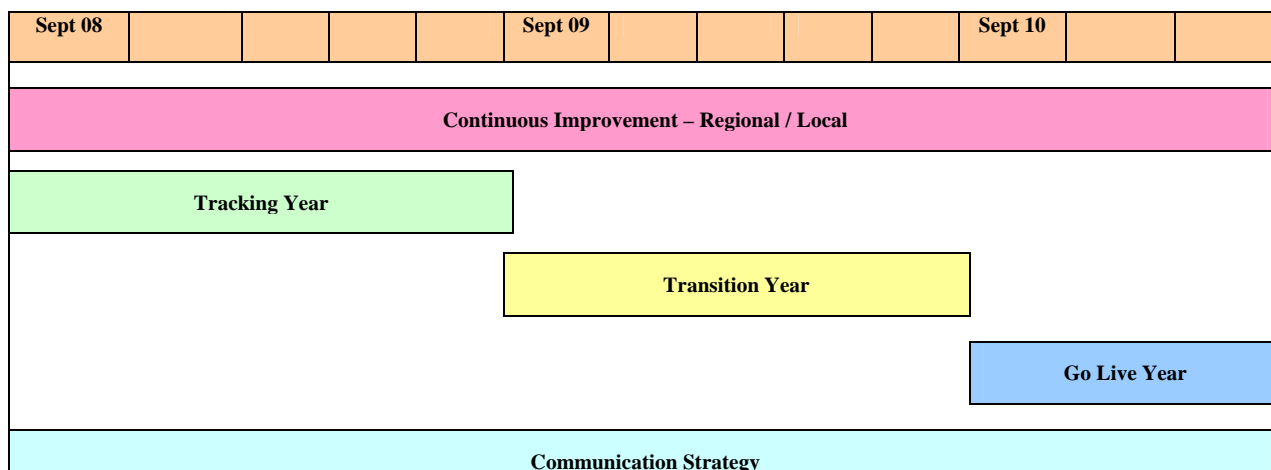 Sept 08 Sept 09 Sept 10
Continuous Improvement – Regional / Local
Tracking Year
Transition Year
Go Live Year
Communication Strategy